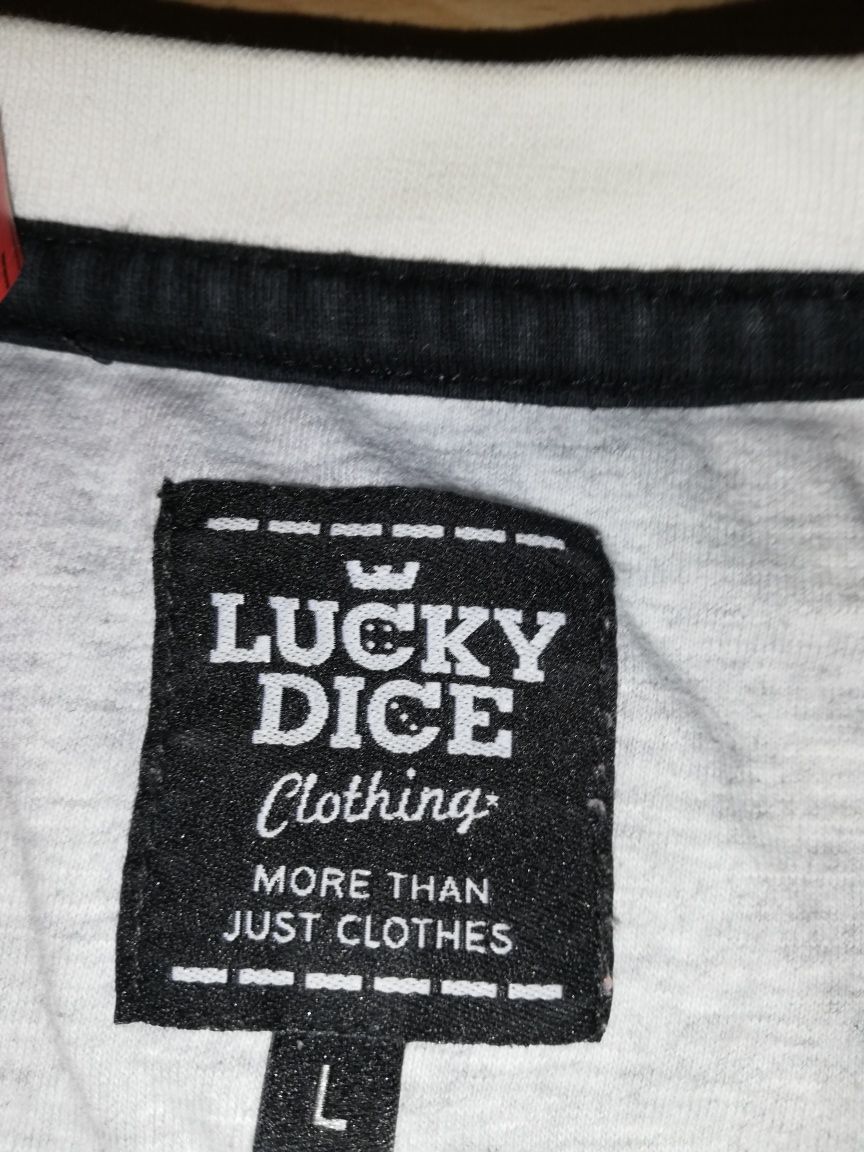 LUCKY
DICE
Clothing
MORE THAN
JUST CLOTHES
L